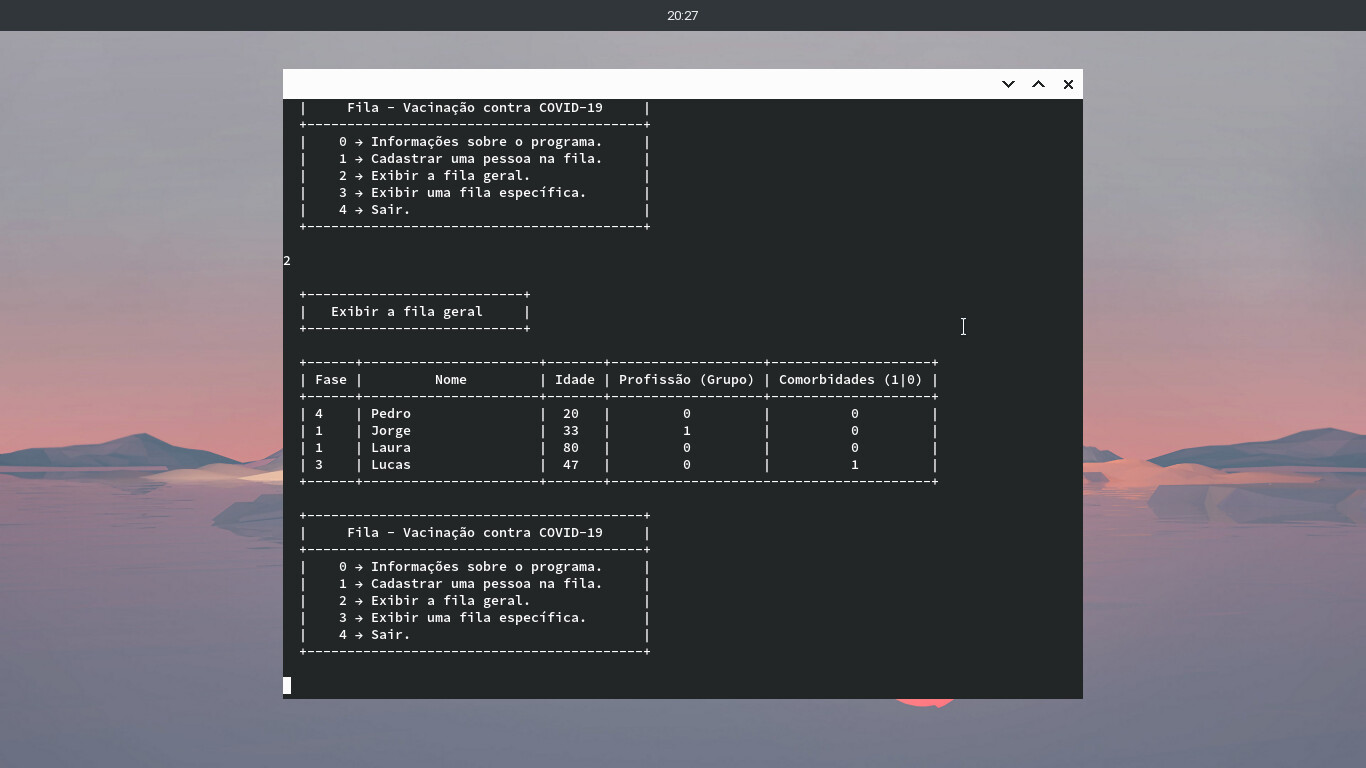 20:27
|     Fila - Vacinação contra COVID-19     |
+------------------------------------------+
|    0 → Informações sobre o programa.     |
|    1 → Cadastrar uma pessoa na fila.     |
|    2 → Exibir a fila geral.              |
|    3 → Exibir uma fila específica.       |
|    4 → Sair.                             |
+------------------------------------------+
2
+---------------------------+
|   Exibir a fila geral     |
+---------------------------+
+------+----------------------+-------+-------------------+--------------------+
| Fase |         Nome         | Idade | Profissão (Grupo) | Comorbidades (1|0) |
+------+----------------------+-------+-------------------+--------------------+
| 4    | Pedro                |  20   |         0         |          0         |
| 1    | Jorge                |  33   |         1         |          0         |
| 1    | Laura                |  80   |         0         |          0         |
| 3    | Lucas                |  47   |         0         |          1         |
+------+----------------------+-------+----------------------------------------+
+------------------------------------------+
|     Fila - Vacinação contra COVID-19     |
+------------------------------------------+
|    0 → Informações sobre o programa.     |
|    1 → Cadastrar uma pessoa na fila.     |
|    2 → Exibir a fila geral.              |
|    3 → Exibir uma fila específica.       |
|    4 → Sair.                             |
+------------------------------------------+